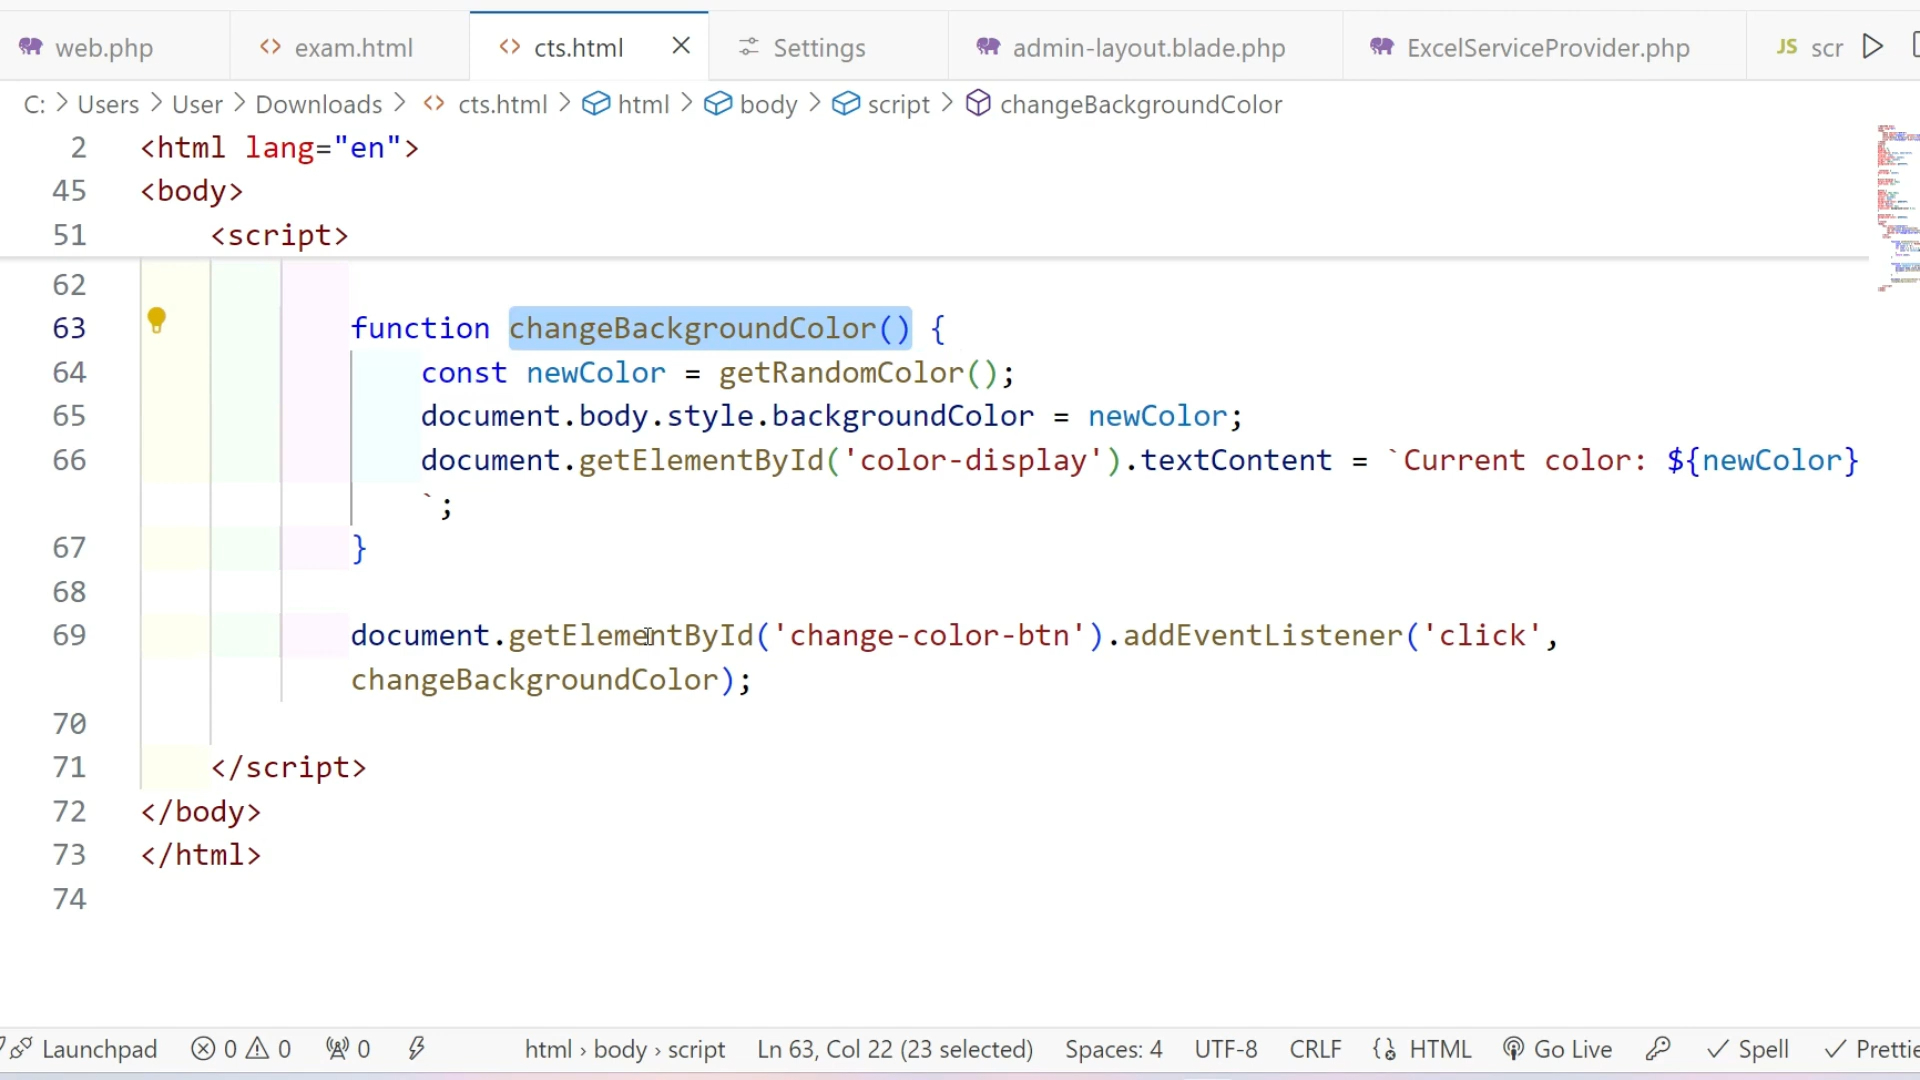 web.php exam.html cts.html Settings admin-layout.blade.php ExcelServiceProvider.php JS scr
C: > Users > User > Downloads > cts.html > html > body > script > changeBackgroundColor
2 <html lang="en">
45 <body>
51 <script>
62
63 function changeBackgroundColor() {
64 const newColor = getRandomColor();
65 document.body.style.backgroundColor = newColor;
66 document.getElementById('color-display').textContent = `Current color: ${newColor}
`;
67 }
68
69 document.getElementById('change-color-btn').addEventListener('click',
changeBackgroundColor);
70
71 </script>
72 </body>
73 </html>
74
Launchpad 0 0 0 html › body › script Ln 63, Col 22 (23 selected) Spaces: 4 UTF-8 CRLF HTML Go Live Spell Prettie